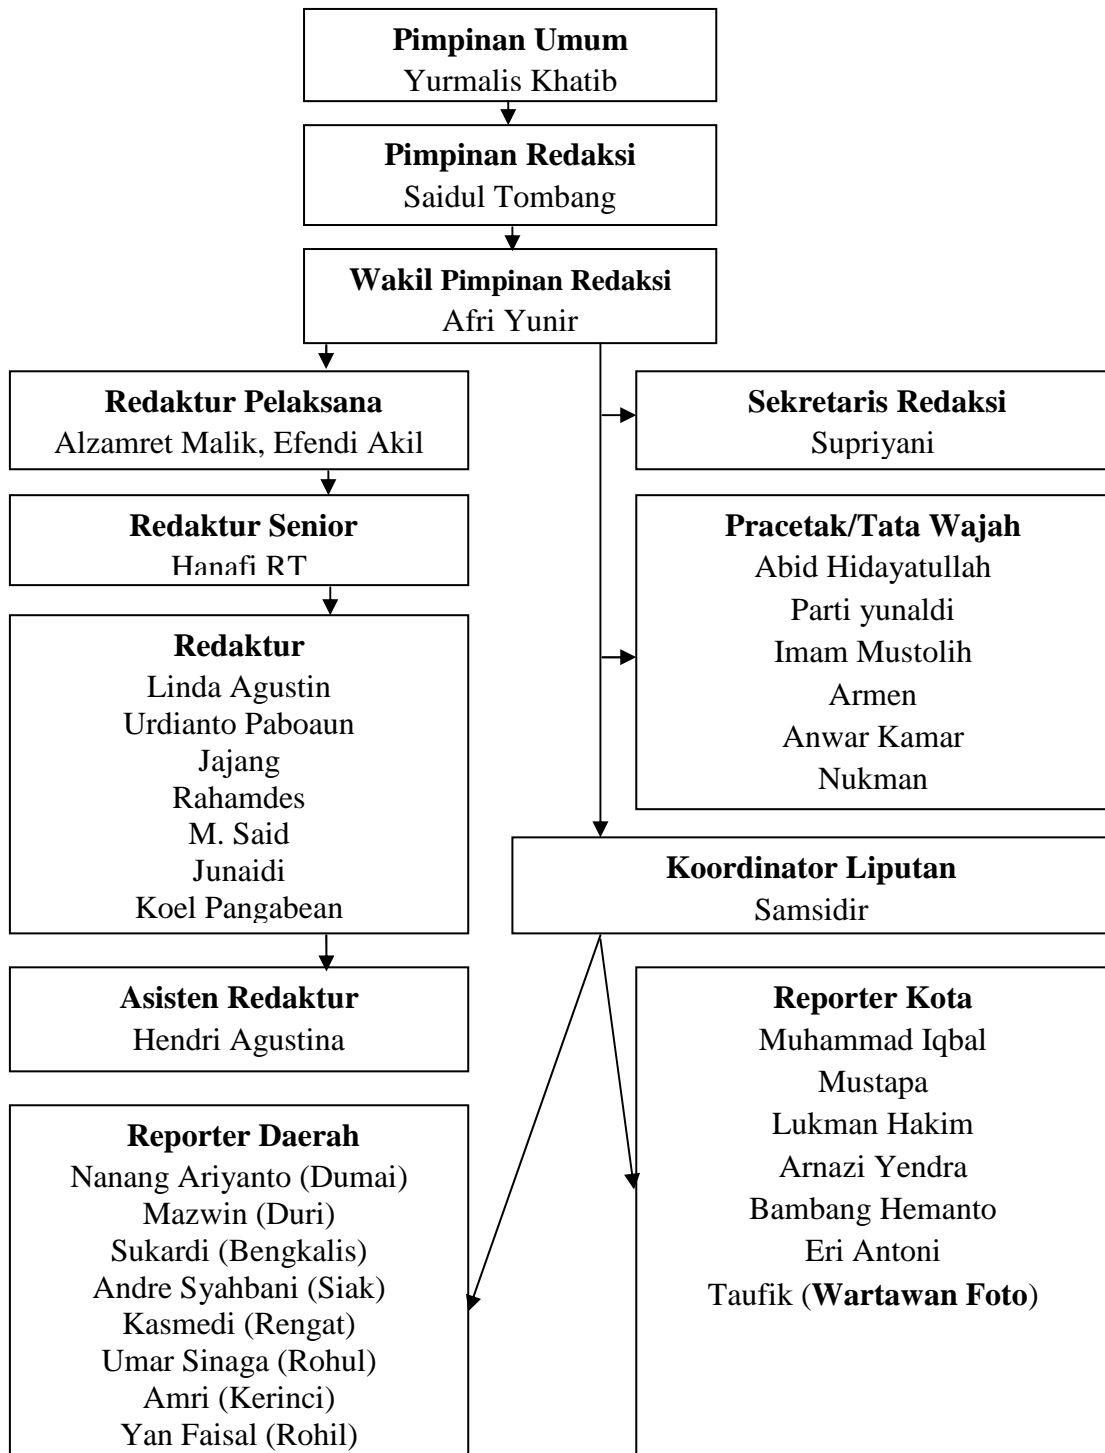 Pimpinan Umum
Yurmalis Khatib
Pimpinan Redaksi
Saidul Tombang
Wakil Pimpinan Redaksi
Afri Yunir
Redaktur Pelaksana
Alzamret Malik, Efendi Akil
Sekretaris Redaksi
Supriyani
Redaktur Senior
Hanafi RT
Pracetak/Tata Wajah
Abid Hidayatullah
Parti yunaldi
Imam Mustolih
Armen
Anwar Kamar
Nukman
Redaktur
Linda Agustin
Urdianto Paboaun
Jajang
Rahamdes
M. Said
Junaidi
Koel Pangabean
Koordinator Liputan
Samsidir
Asisten Redaktur
Hendri Agustina
Reporter Kota
Muhammad Iqbal
Mustapa
Lukman Hakim
Arnazi Yendra
Bambang Hemanto
Eri Antoni
Taufik (Wartawan Foto)
Reporter Daerah
Nanang Ariyanto (Dumai)
Mazwin (Duri)
Sukardi (Bengkalis)
Andre Syahbani (Siak)
Kasmedi (Rengat)
Umar Sinaga (Rohul)
Amri (Kerinci)
Yan Faisal (Rohil)